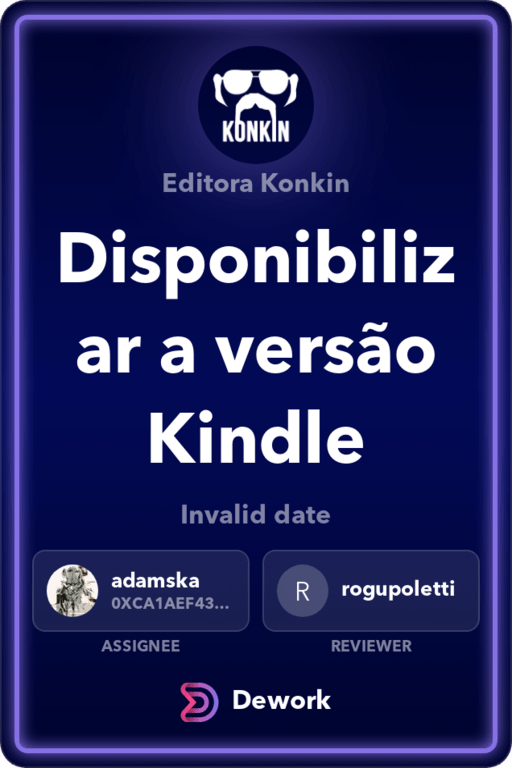 KONKIN
Editora Konkin
Disponibiliz
ar a versão
Kindle
Invalid date
adamska
0XCA1AEF43...
R
rogupoletti
ASSIGNEE
REVIEWER
Dework